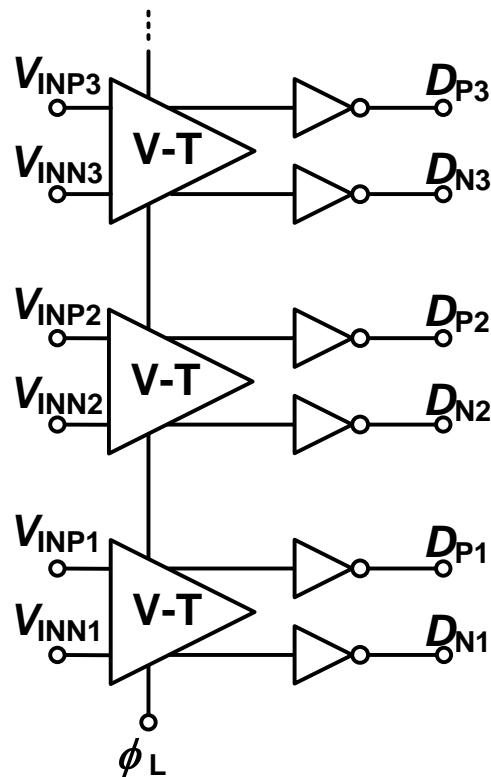 VINP3 DP3
V-T
VINN3 DN3
VINP2 DP2
V-T
VINN2 DN2
VINP1 DP1
V-T
VINN1 DN1
ϕL